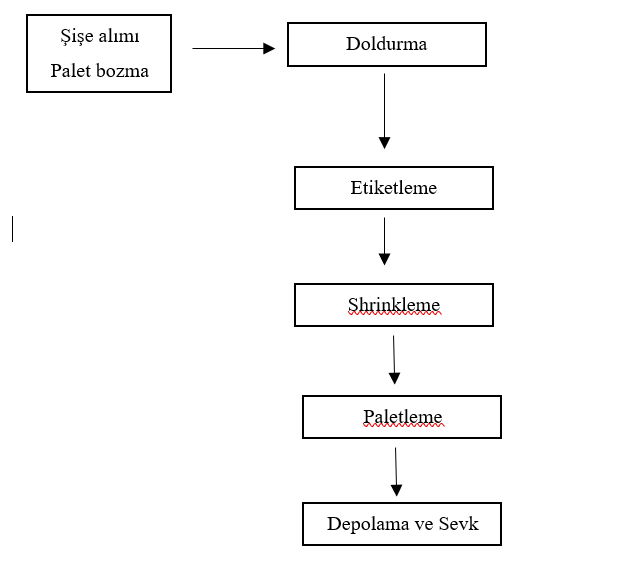 Şişe alımı
Palet bozma
Doldurma
Etiketleme
Shrinkleme
Paletleme
Depolama ve Sevk